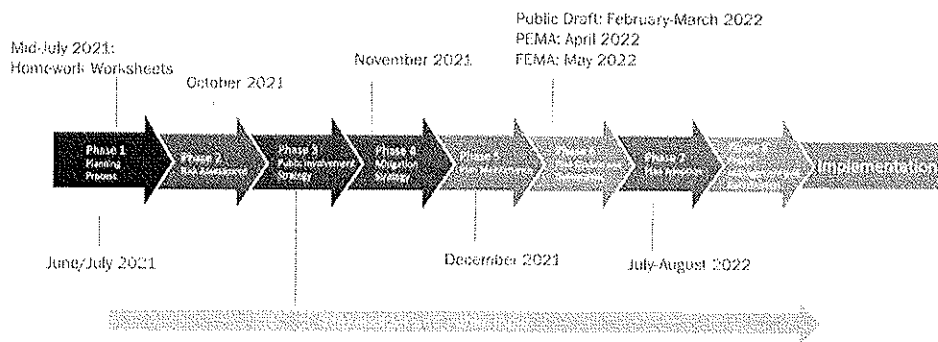 Public Draft: February-March 2022
PEMA: April 2022
FEMA: May 2022
Mid-July 2021:
Homework Worksheets
November 2021
October 2021
Phase 1
Planning
Process
Phase 2
Risk Assessment
Phase 3
Public Involvement
Strategy
Phase 4
Mitigation
Strategy
Phase
Phase 7
Plan Adoption
Implementation
June/July 2021
December 2021
July-August 2022